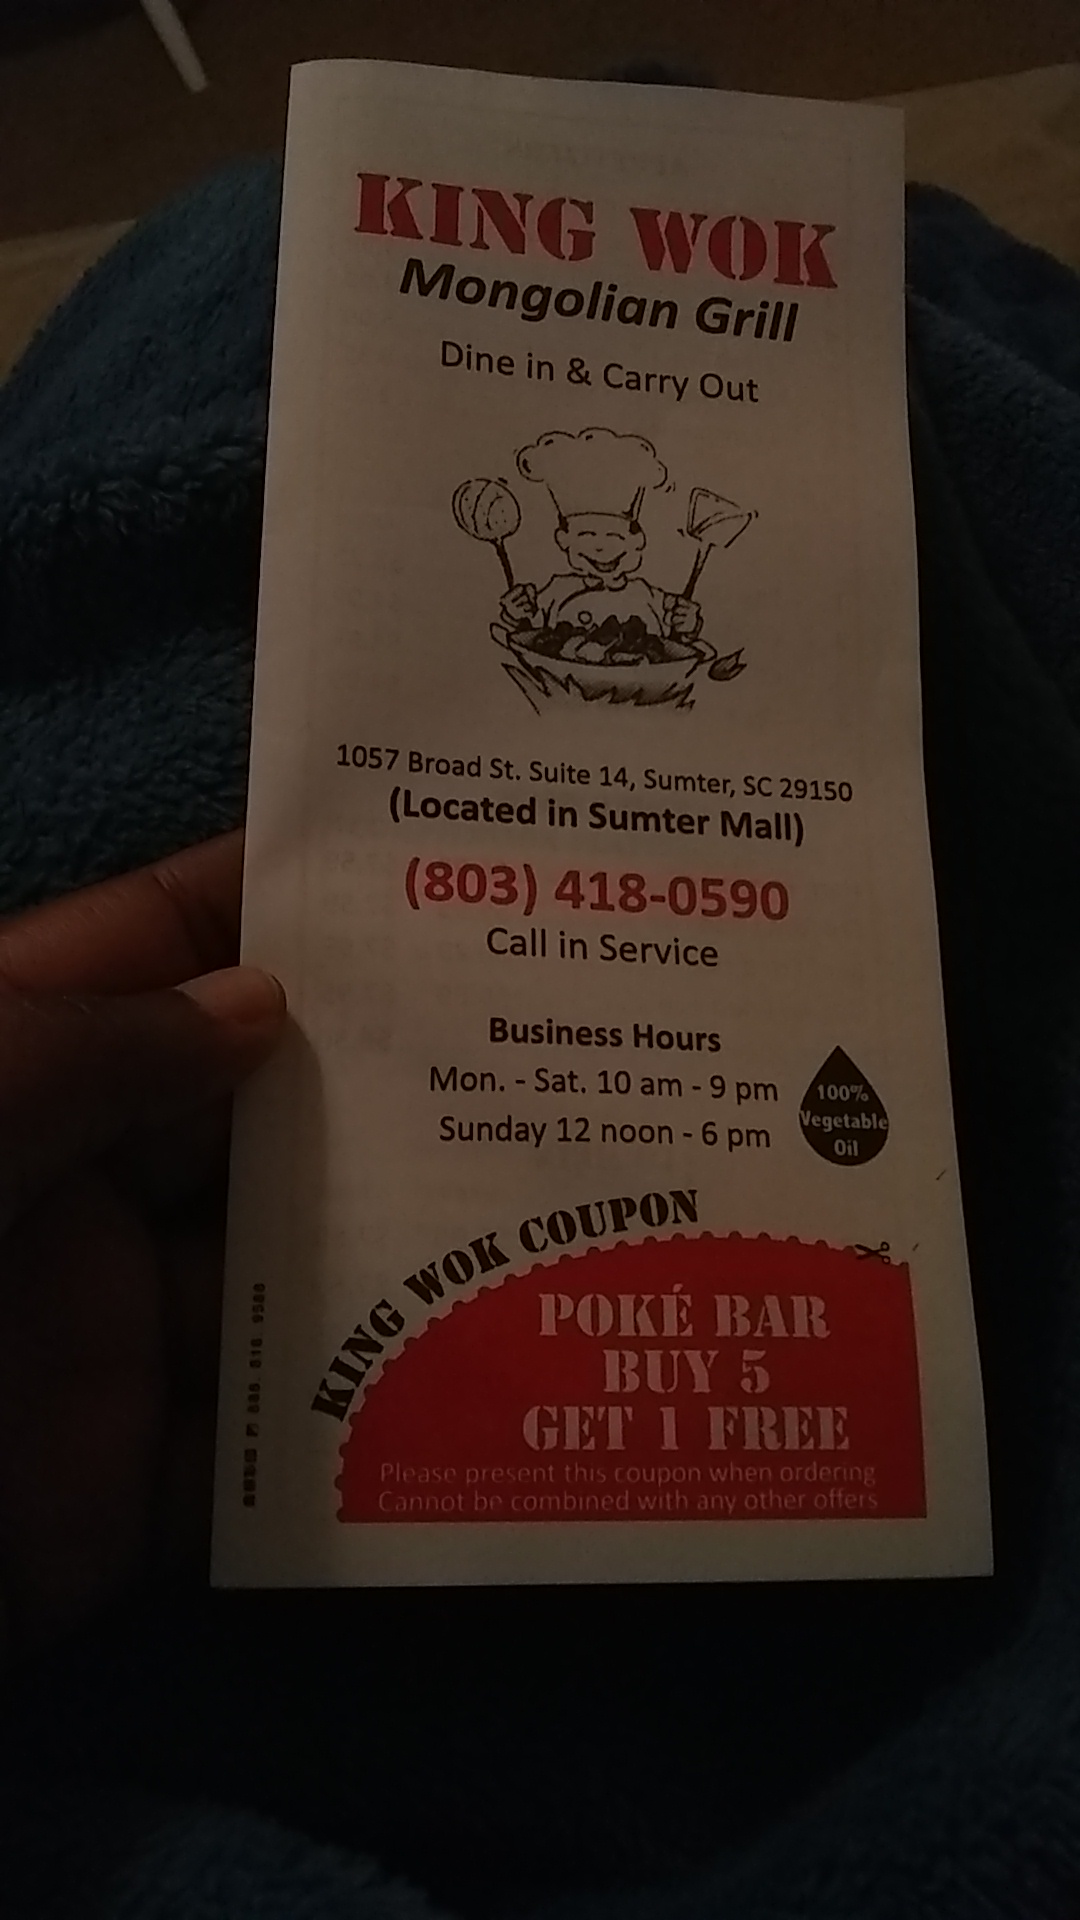 KING WOK
Mongolian Grill
Dine in & Carry Out
1057 Broad St. Suite 14, Sumter, SC 29150
(Located in Sumter Mall)
(803) 418-0590
Call in Service
Business Hours
Mon. - Sat. 10 am - 9 pm
Sunday 12 noon - 6 pm
100%
Vegetable
Oil
KING WOK COUPON
POKÉ BAR
BUY 5
GET 1 FREE
Please present this coupon when ordering
Cannot be combined with any other offers